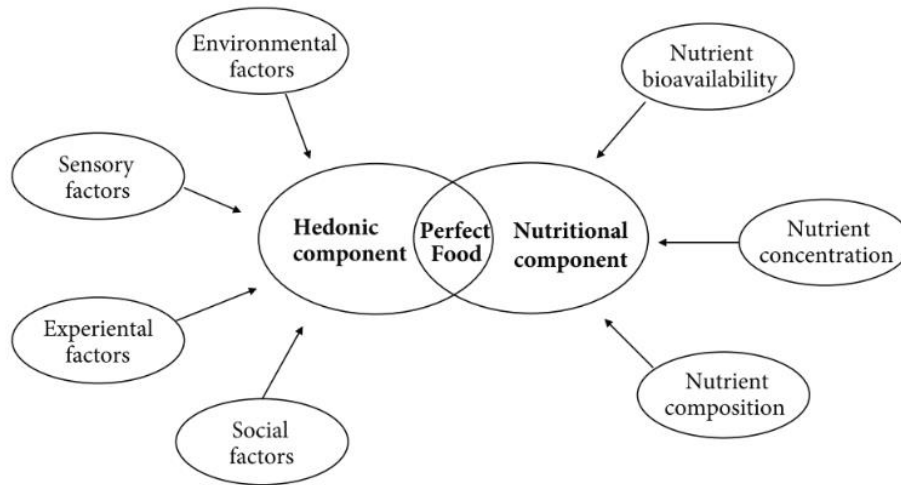 Environmental
factors
Nutrient
bioavailability
Sensory
factors
Hedonic
component
Perfect
Food
Nutritional
component
Nutrient
concentration
Experiental
factors
Nutrient
composition
Social
factors